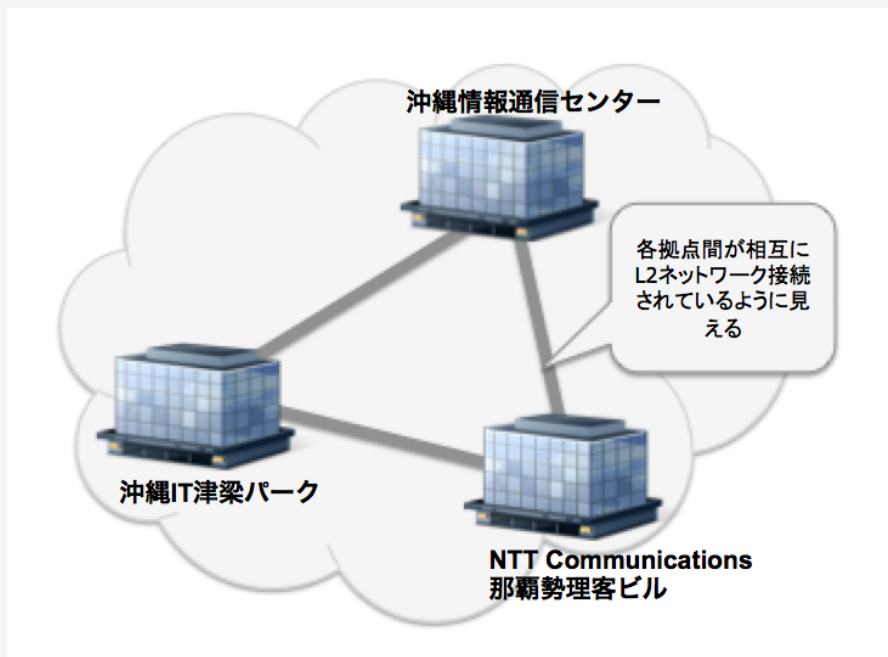 沖縄情報通信センター
各拠点間が相互に
L2ネットワーク接続
されているように見
える
沖縄IT津梁パーク
NTT Communications
那覇勢理客ビル